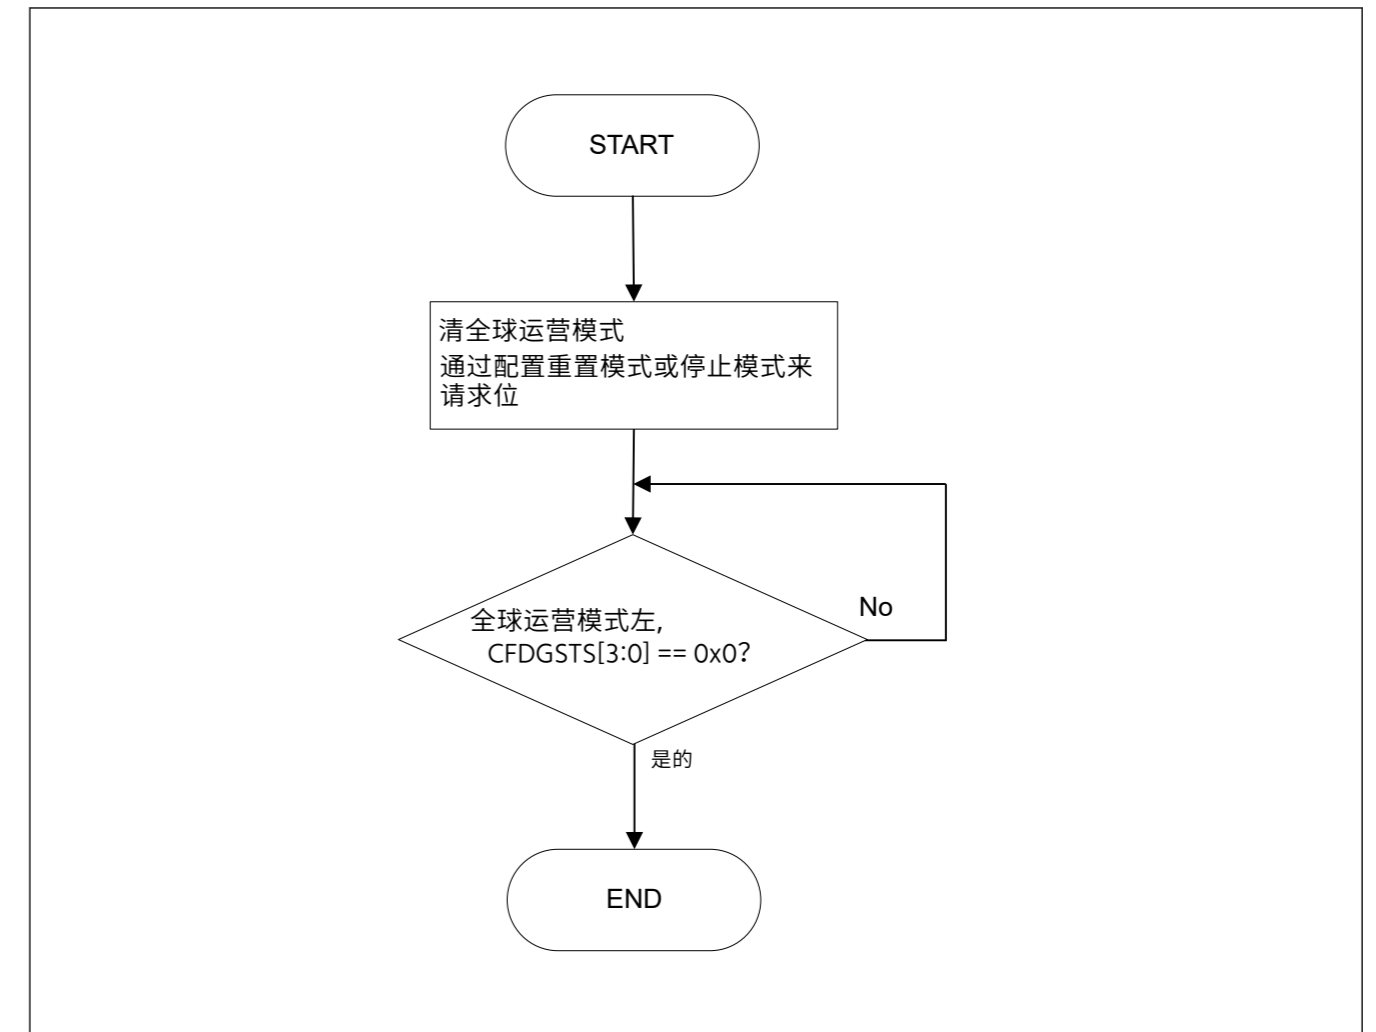 START
清全球运营模式
通过配置重置模式或停止模式来
请求位
No
全球运营模式左,
CFDGSTS[3:0] == 0x0?
是的
END